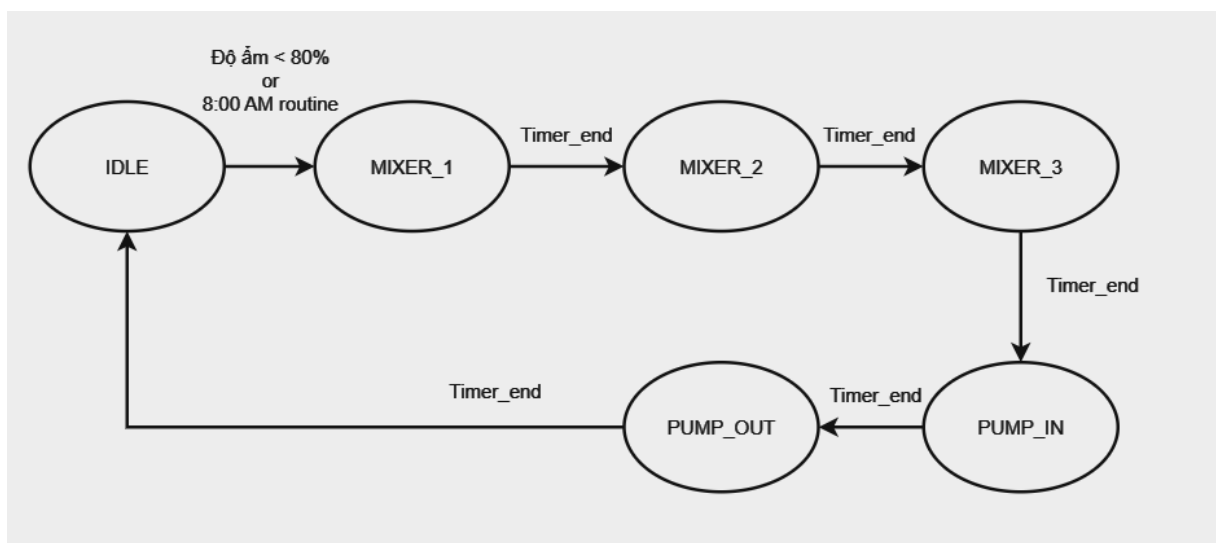 Độ ẩm < 80%
or
8:00 AM routine
IDLE
MIXER_1
Timer_end
MIXER_2
Timer_end
MIXER_3
Timer_end
PUMP_IN
Timer_end
PUMP_OUT
Timer_end